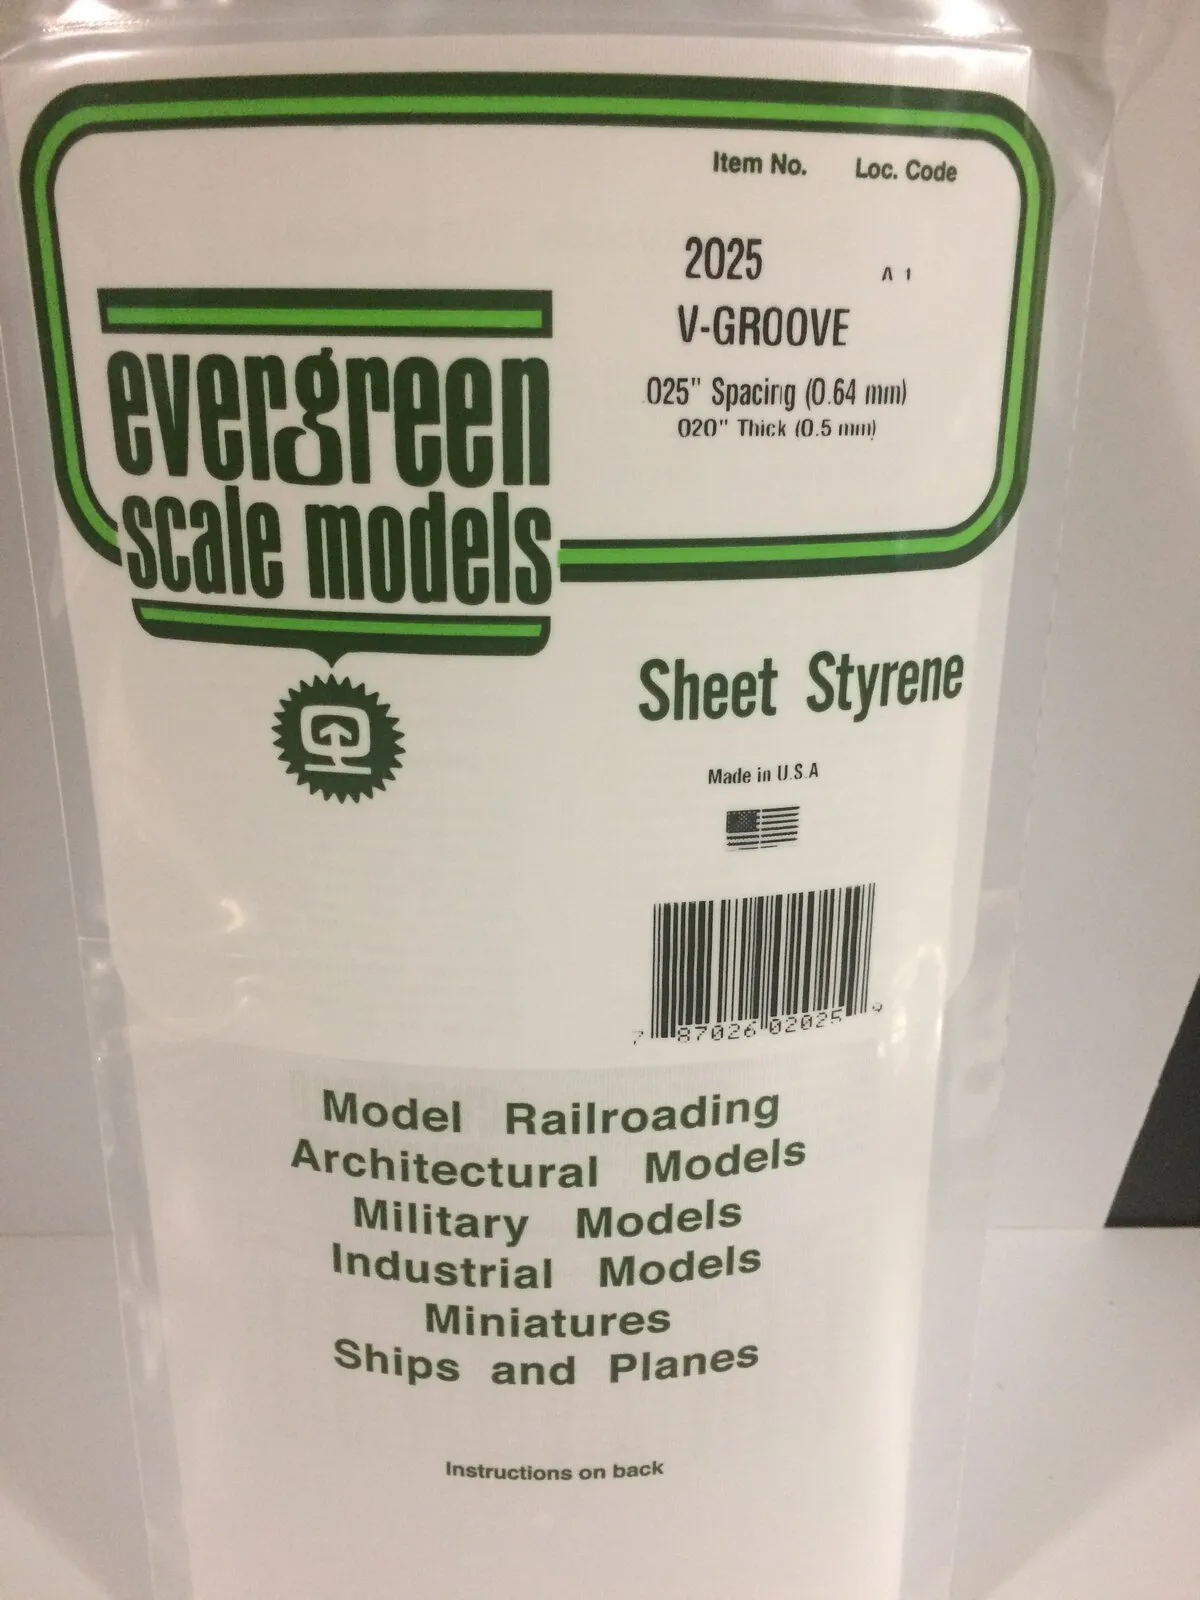 Item No. Loc. Code
2025 A 1
V-GROOVE
.025" Spacing (0.64 mm)
.020" Thick (0.5 mm)
evergreen
scale models
Sheet Styrene
Made in U.S.A
7 87026 02025 9
Model Railroading
Architectural Models
Military Models
Industrial Models
Miniatures
Ships and Planes
Instructions on back